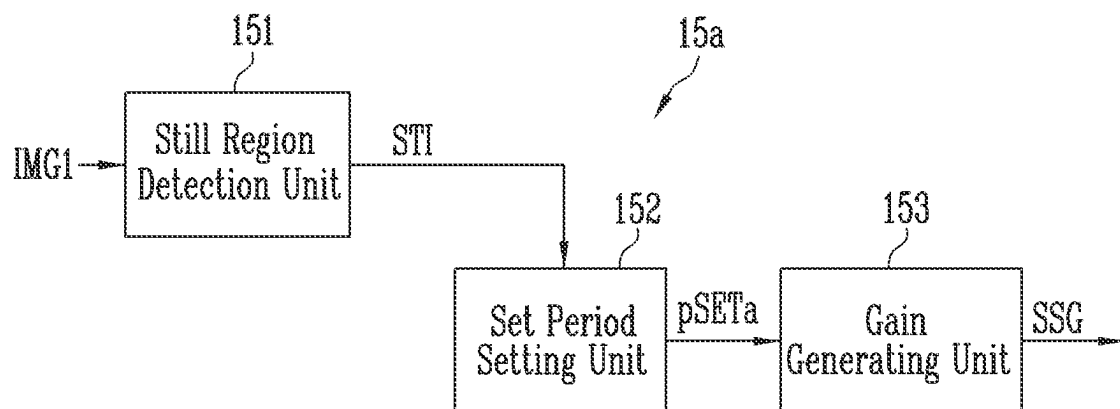 151
15a
IMG1
Still Region
Detection Unit
STI
152
153
Set Period
Setting Unit
pSETa
Gain
Generating Unit
SSG